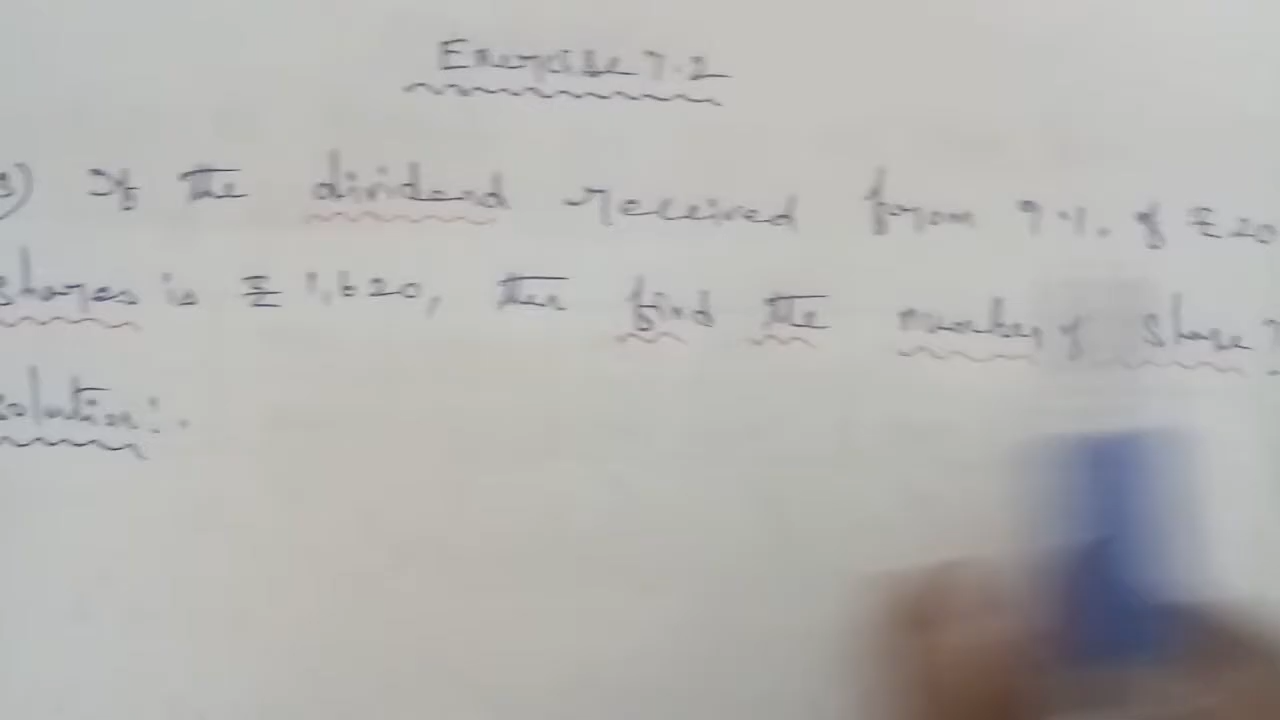 Exercise 7.2
3) If the dividend received from 9%. of ₹ 20
shares is ₹ 1,620, then find the number of share?
Solution:.